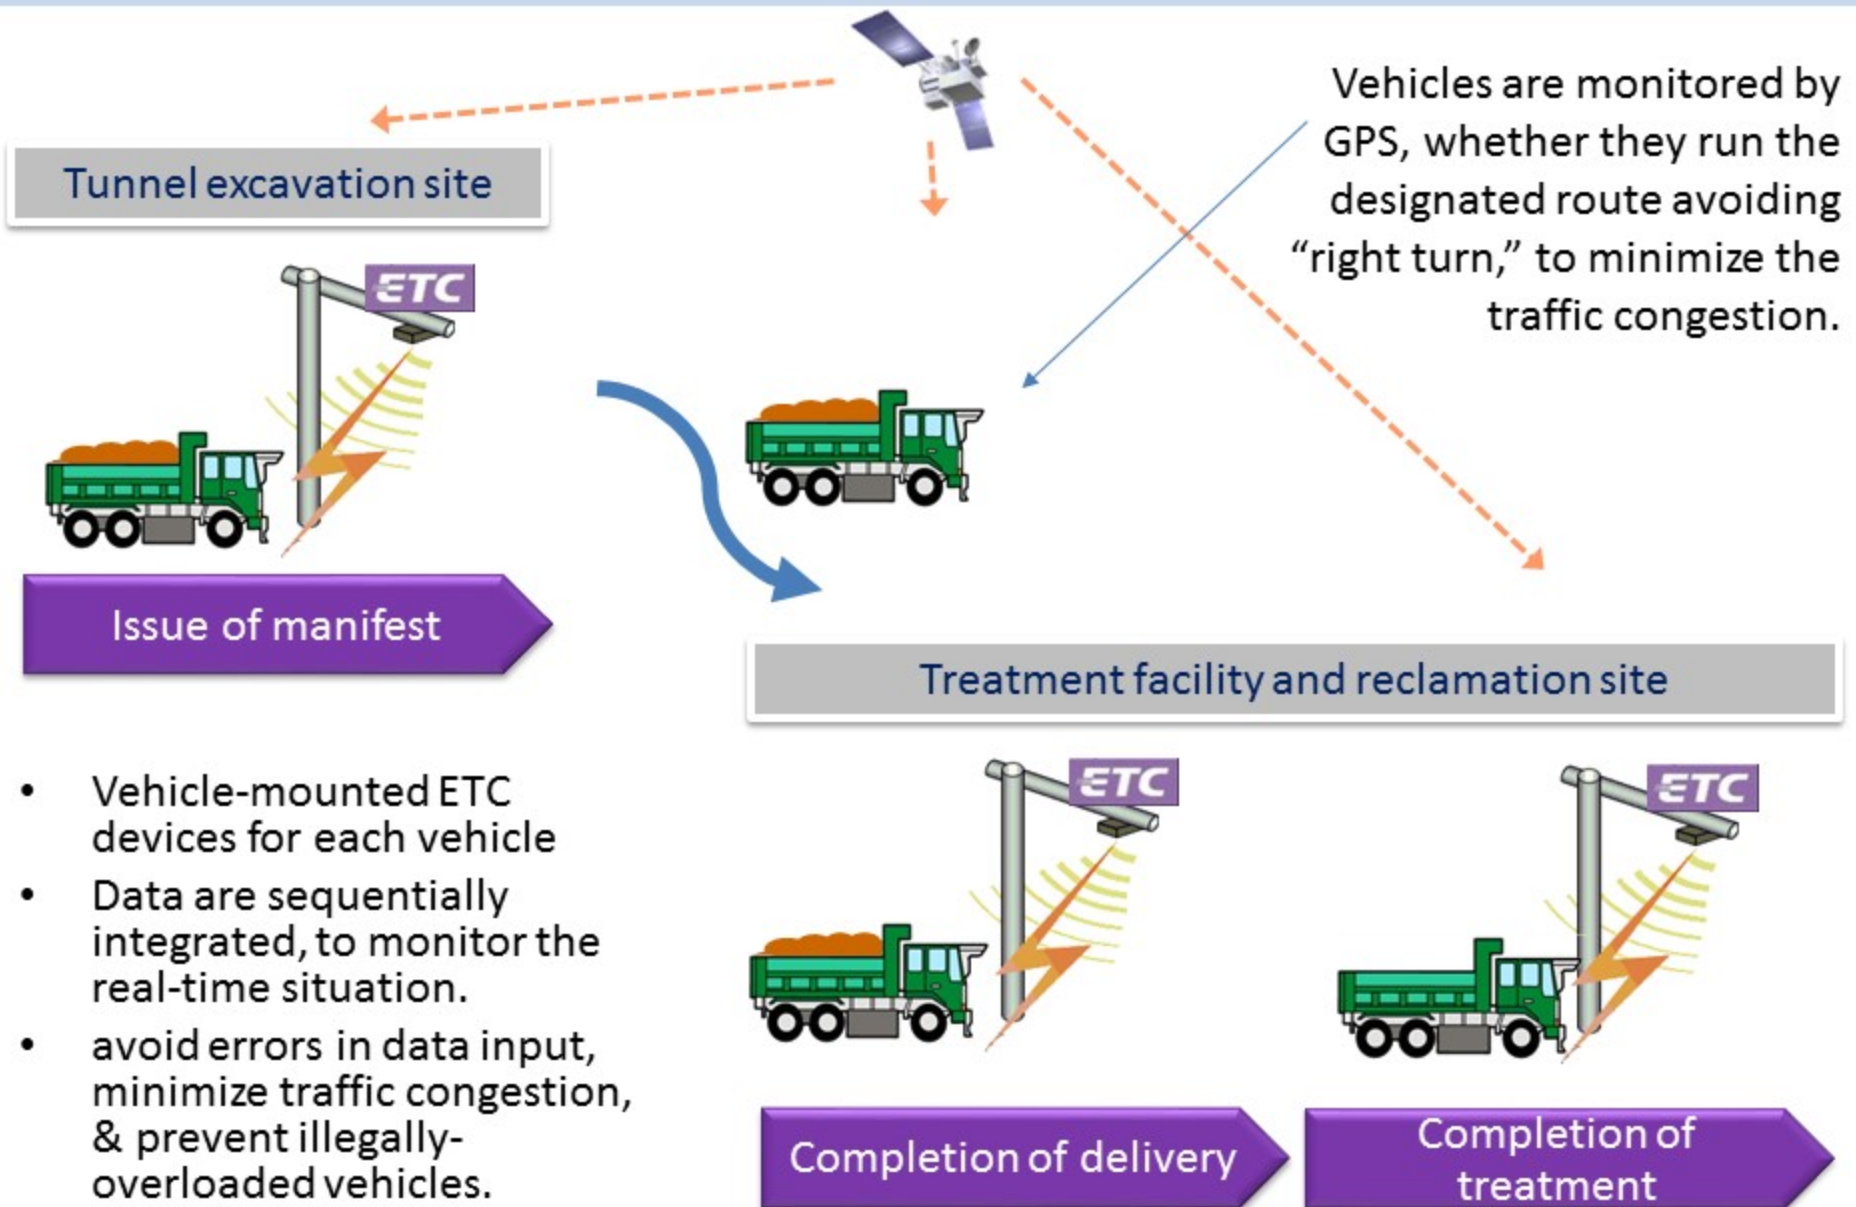 Vehicles are monitored by
GPS, whether they run the
designated route avoiding
“right turn,” to minimize the
traffic congestion.
Tunnel excavation site
ETC
Issue of manifest
Treatment facility and reclamation site
• Vehicle-mounted ETC
devices for each vehicle
• Data are sequentially
integrated, to monitor the
real-time situation.
• avoid errors in data input,
minimize traffic congestion,
& prevent illegally-
overloaded vehicles.
ETC
ETC
Completion of delivery
Completion of
treatment